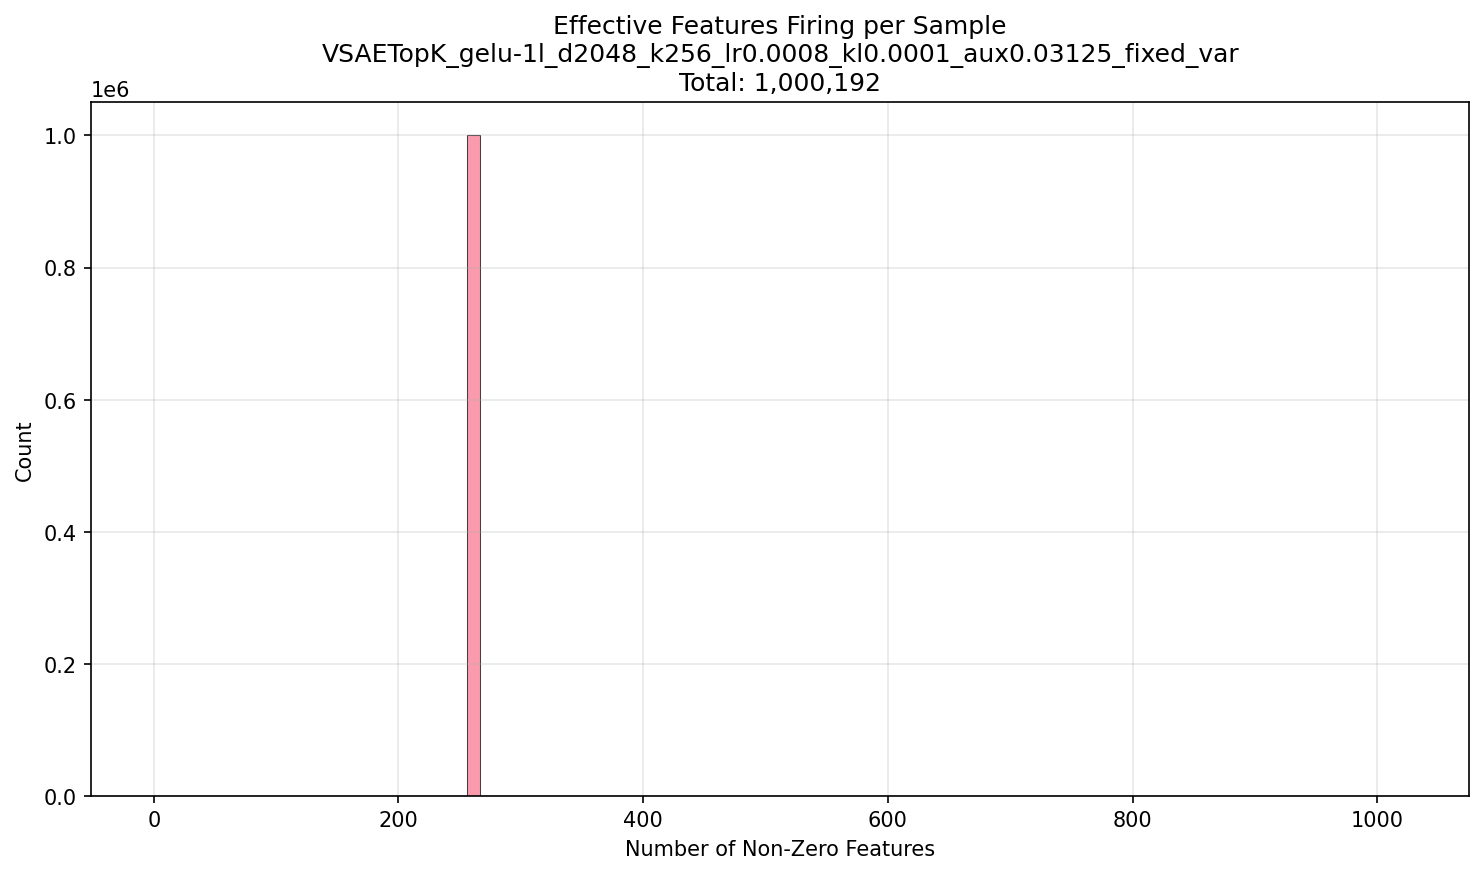 Effective Features Firing per Sample
VSAETopK_gelu-1l_d2048_k256_lr0.0008_kl0.0001_aux0.03125_fixed_var
Total: 1,000,192
1e6
1.0
0.8
0.6
0.4
0.2
0.0
Count
0 200 400 600 800 1000
Number of Non-Zero Features